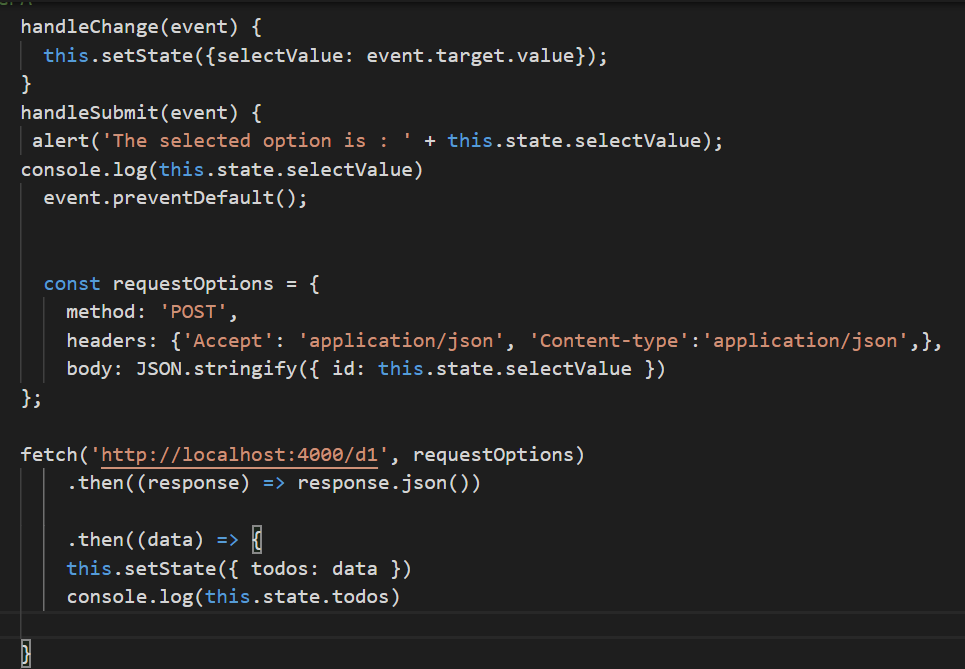 handleChange(event) {
this.setState({selectValue: event.target.value});
}
handleSubmit(event) {
alert('The selected option is : ' + this.state.selectValue);
console.log(this.state.selectValue)
event.preventDefault();
const requestOptions = {
method: 'POST',
headers: {'Accept': 'application/json', 'Content-type':'application/json',},
body: JSON.stringify({ id: this.state.selectValue })
};
fetch('http://localhost:4000/d1', requestOptions)
.then((response) => response.json())
.then((data) => {
this.setState({ todos: data })
console.log(this.state.todos)
}